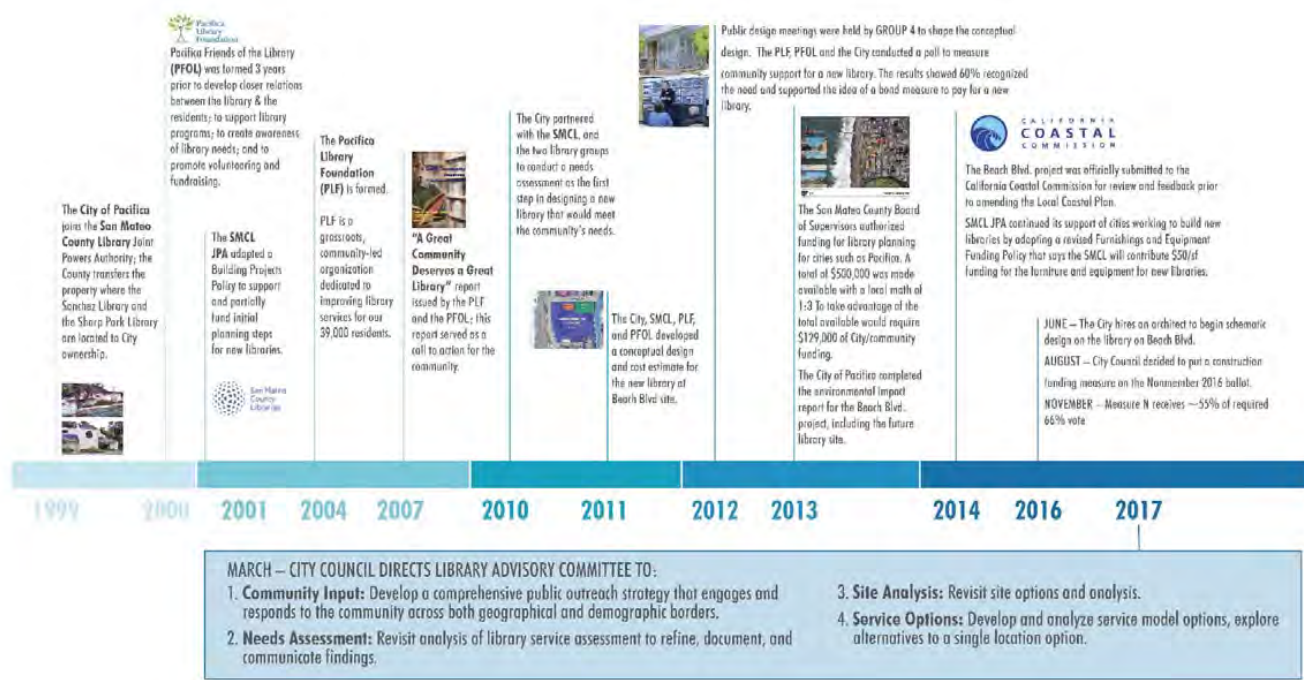 Pacifica
Library
Foundation
Pacifica Friends of the Library
(PFOL) was formed 3 years
prior to develop closer relations
between the library & the
residents; to support library
programs; to create awareness
of library needs; and to
promote volunteering and
fundraising.
The City of Pacifica
joins the San Mateo
County Library Joint
Powers Authority; the
County transfers the
property where the
Sanchez Library and
the Sharp Park Library
are located to City
ownership.
The SMCL
JPA adopted a
Building Projects
Policy to support
and partially
fund initial
planning steps
for new libraries.
San Mateo
County
Libraries
The Pacifica
Library
Foundation
(PLF) is formed.
PLF is a
grassroots,
community-led
organization
dedicated to
improving library
services for our
39,000 residents.
"A Great
Community
Deserves a Great
Library" report
issued by the PLF
and the PFOL; this
report served as a
call to action for the
community.
The City partnered
with the SMCL, and
the two library groups
to conduct a needs
assessment as the first
step in designing a new
library that would meet
the community's needs.
The City, SMCL, PLF,
and PFOL developed
a conceptual design
and cost estimate for
the new library at
Beach Blvd site.
Public design meetings were held by GROUP 4 to shape the conceptual
design. The PLF, PFOL and the City conducted a poll to measure
community support for a new library. The results showed 60% recognized
the need and supported the idea of a bond measure to pay for a new
library.
The San Mateo County Board
of Supervisors authorized
funding for library planning
for cities such as Pacifica. A
total of $500,000 was made
available with a local math of
1:3 To take advantage of the
total available would require
$129,000 of City/community
funding.
The City of Pacifica completed
the environmental impact
report for the Beach Blvd.
project, including the future
library site.
CALIFORNIA
COASTAL
COMMISSION
The Beach Blvd. project was officially submitted to the
California Coastal Commission for review and feedback prior
to amending the Local Coastal Plan.
SMCL JPA continued its support of cities working to build new
libraries by adopting a revised Furnishings and Equipment
Funding Policy that says the SMCL will contribute $50/sf
funding for the furniture and equipment for new libraries.
JUNE – The City hires an architect to begin schematic
design on the library on Beach Blvd.
AUGUST – City Council decided to put a construction
funding measure on the Nonmember 2016 ballot.
NOVEMBER – Measure N receives ~55% of required
66% vote
1999 2000 2001 2004 2007 2010 2011 2012 2013 2014 2016 2017
MARCH – CITY COUNCIL DIRECTS LIBRARY ADVISORY COMMITTEE TO:
1. Community Input: Develop a comprehensive public outreach strategy that engages and
responds to the community across both geographical and demographic borders.
2. Needs Assessment: Revisit analysis of library service assessment to refine, document, and
communicate findings.
3. Site Analysis: Revisit site options and analysis.
4. Service Options: Develop and analyze service model options, explore
alternatives to a single location option.